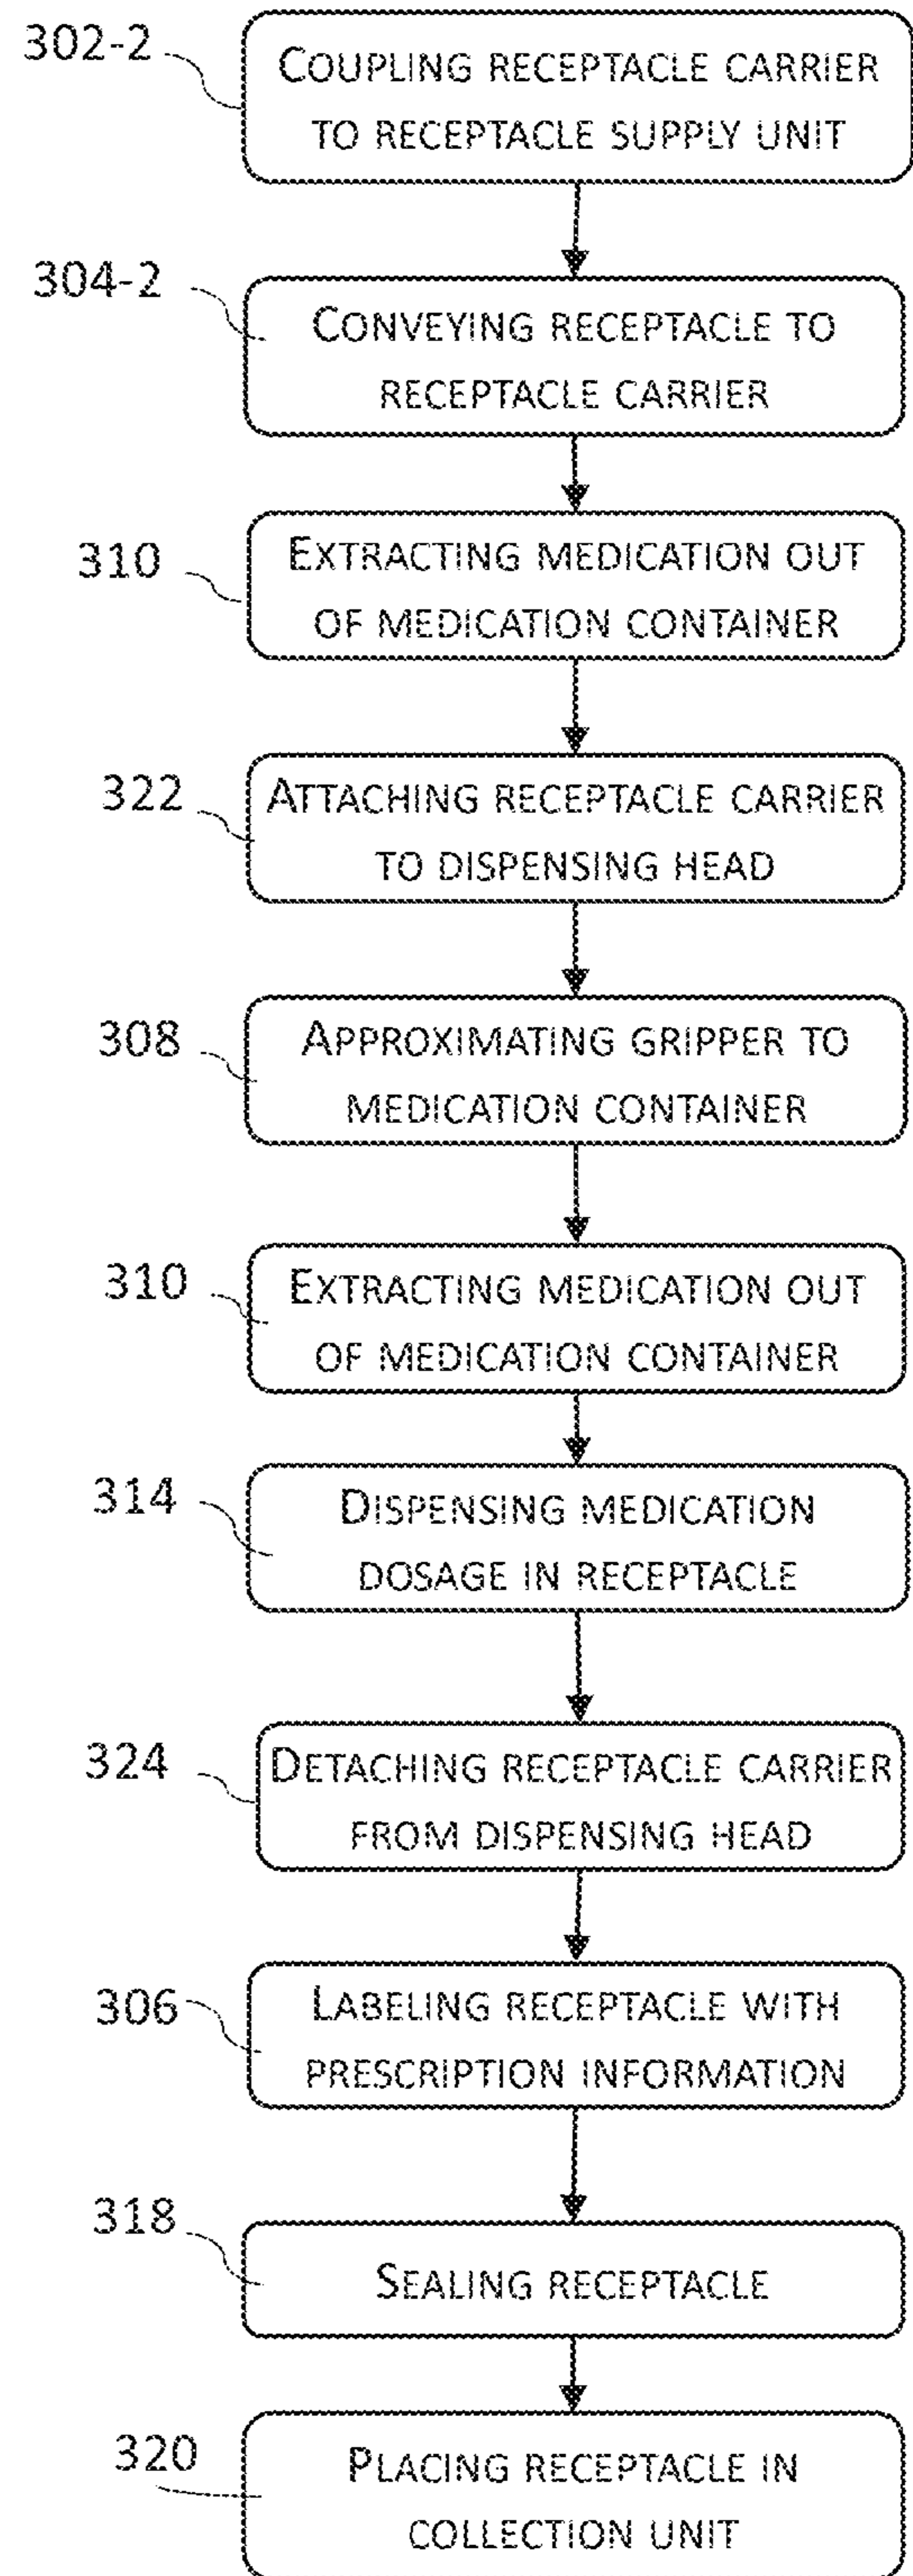 302-2
COUPLING RECEPTACLE CARRIER
TO RECEPTACLE SUPPLY UNIT
304-2
CONVEYING RECEPTACLE TO
RECEPTACLE CARRIER
310
EXTRACTING MEDICATION OUT
OF MEDICATION CONTAINER
322
ATTACHING RECEPTACLE CARRIER
TO DISPENSING HEAD
308
APPROXIMATING GRIPPER TO
MEDICATION CONTAINER
310
EXTRACTING MEDICATION OUT
OF MEDICATION CONTAINER
314
DISPENSING MEDICATION
DOSAGE IN RECEPTACLE
324
DETACHING RECEPTACLE CARRIER
FROM DISPENSING HEAD
306
LABELING RECEPTACLE WITH
PRESCRIPTION INFORMATION
318
SEALING RECEPTACLE
320
PLACING RECEPTACLE IN
COLLECTION UNIT